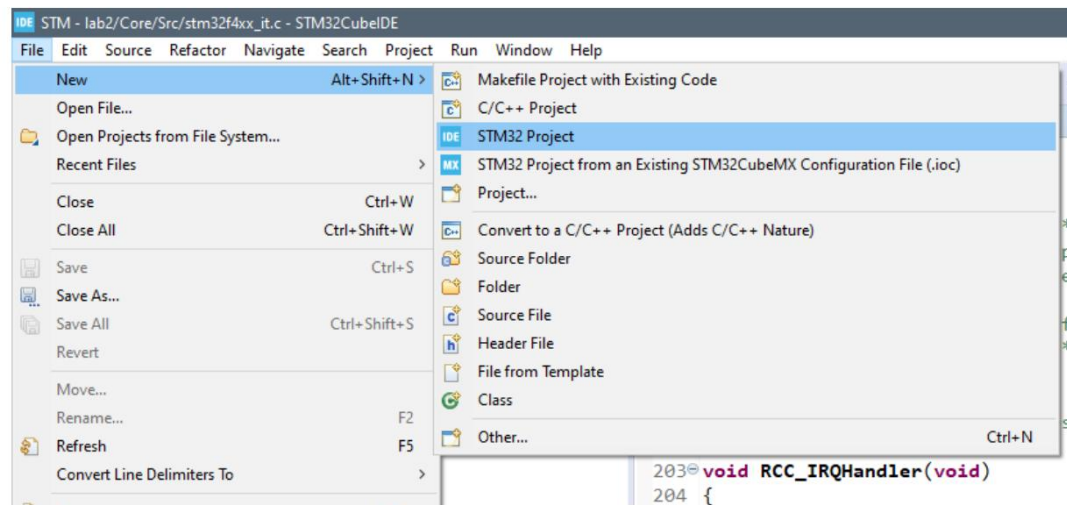 IDE STM - lab2/Core/Src/stm32f4xx_it.c - STM32CubeIDE
File Edit Source Refactor Navigate Search Project Run Window Help
New Alt+Shift+N >
Open File...
Open Projects from File System...
Recent Files >
Close Ctrl+W
Close All Ctrl+Shift+W
Save Ctrl+S
Save As...
Save All Ctrl+Shift+S
Revert
Move...
Rename... F2
Refresh F5
Convert Line Delimiters To >
Makefile Project with Existing Code
C/C++ Project
IDE STM32 Project
MX STM32 Project from an Existing STM32CubeMX Configuration File (.ioc)
Project...
Convert to a C/C++ Project (Adds C/C++ Nature)
Source Folder
Folder
Source File
Header File
File from Template
Class
Other... Ctrl+N
203 void RCC_IRQHandler(void)
204 {